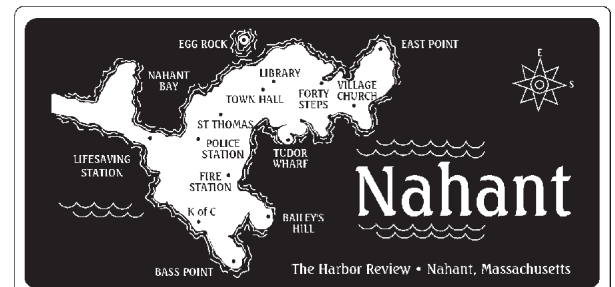 EGG ROCK
EAST POINT
NAHANT
BAY
LIBRARY
TOWN HALL
FORTY
STEPS
VILLAGE
CHURCH
E
S
ST THOMAS
POLICE
STATION
TUDOR
WHARF
LIFESAVING
STATION
FIRE
STATION
K of C
BAILEY'S
HILL
BASS POINT
Nahant
The Harbor Review • Nahant, Massachusetts